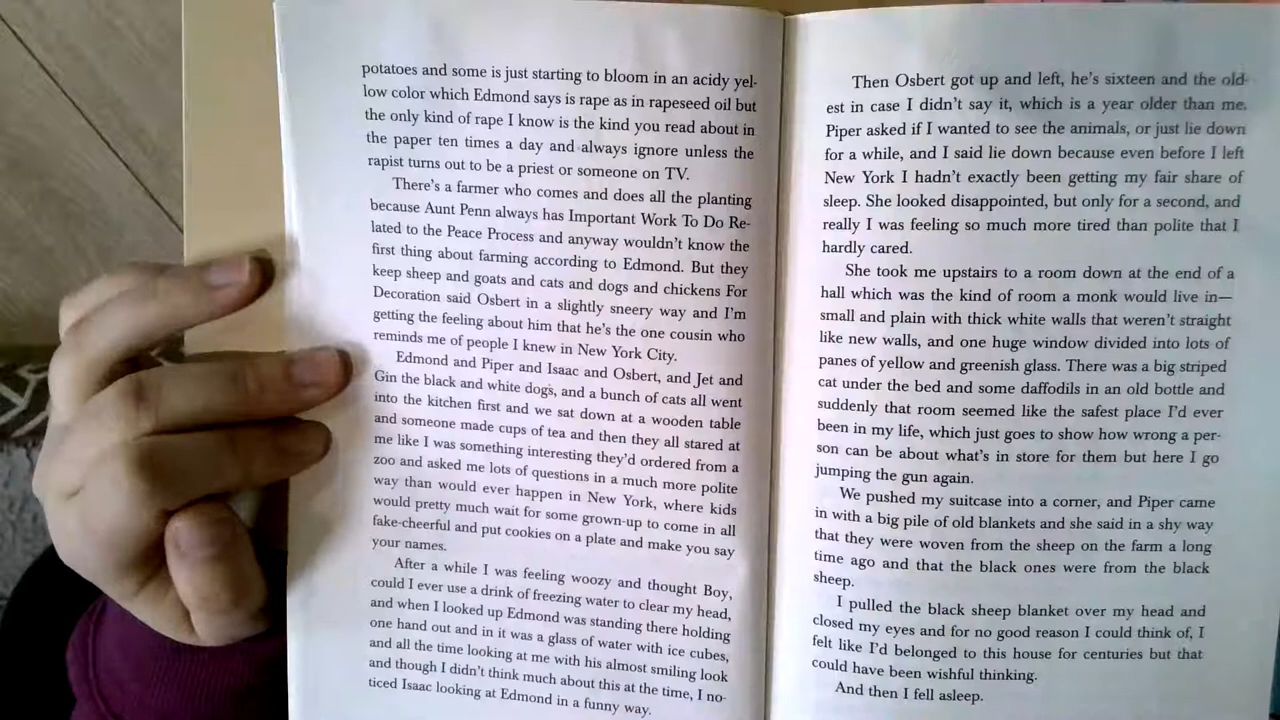 potatoes and some is just starting to bloom in an acidy yel-
low color which Edmond says is rape as in rapeseed oil but
the only kind of rape I know is the kind you read about in
the paper ten times a day and always ignore unless the
rapist turns out to be a priest or someone on TV.
There's a farmer who comes and does all the planting
because Aunt Penn always has Important Work To Do Re-
lated to the Peace Process and anyway wouldn't know the
first thing about farming according to Edmond. But they
keep sheep and goats and cats and dogs and chickens For
Decoration said Osbert in a slightly sneery way and I'm
getting the feeling about him that he's the one cousin who
reminds me of people I knew in New York City.
Edmond and Piper and Isaac and Osbert, and Jet and
Gin the black and white dogs, and a bunch of cats all went
into the kitchen first and we sat down at a wooden table
and someone made cups of tea and then they all stared at
me like I was something interesting they'd ordered from a
zoo and asked me lots of questions in a much more polite
way than would ever happen in New York, where kids
would pretty much wait for some grown-up to come in all
fake-cheerful and put cookies on a plate and make you say
your names.
After a while I was feeling woozy and thought Boy,
could I ever use a drink of freezing water to clear my head,
and when I looked up Edmond was standing there holding
one hand out and in it was a glass of water with ice cubes,
and all the time looking at me with his almost smiling look
and though I didn't think much about this at the time, I no-
ticed Isaac looking at Edmond in a funny way.
Then Osbert got up and left, he's sixteen and the old-
est in case I didn't say it, which is a year older than me.
Piper asked if I wanted to see the animals, or just lie down
for a while, and I said lie down because even before I left
New York I hadn't exactly been getting my fair share of
sleep. She looked disappointed, but only for a second, and
really I was feeling so much more tired than polite that I
hardly cared.
She took me upstairs to a room down at the end of a
hall which was the kind of room a monk would live in—
small and plain with thick white walls that weren't straight
like new walls, and one huge window divided into lots of
panes of yellow and greenish glass. There was a big striped
cat under the bed and some daffodils in an old bottle and
suddenly that room seemed like the safest place I'd ever
been in my life, which just goes to show how wrong a per-
son can be about what's in store for them but here I go
jumping the gun again.
We pushed my suitcase into a corner, and Piper came
in with a big pile of old blankets and she said in a shy way
that they were woven from the sheep on the farm a long
time ago and that the black ones were from the black
sheep.
I pulled the black sheep blanket over my head and
closed my eyes and for no good reason I could think of, I
felt like I'd belonged to this house for centuries but that
could have been wishful thinking.
And then I fell asleep.